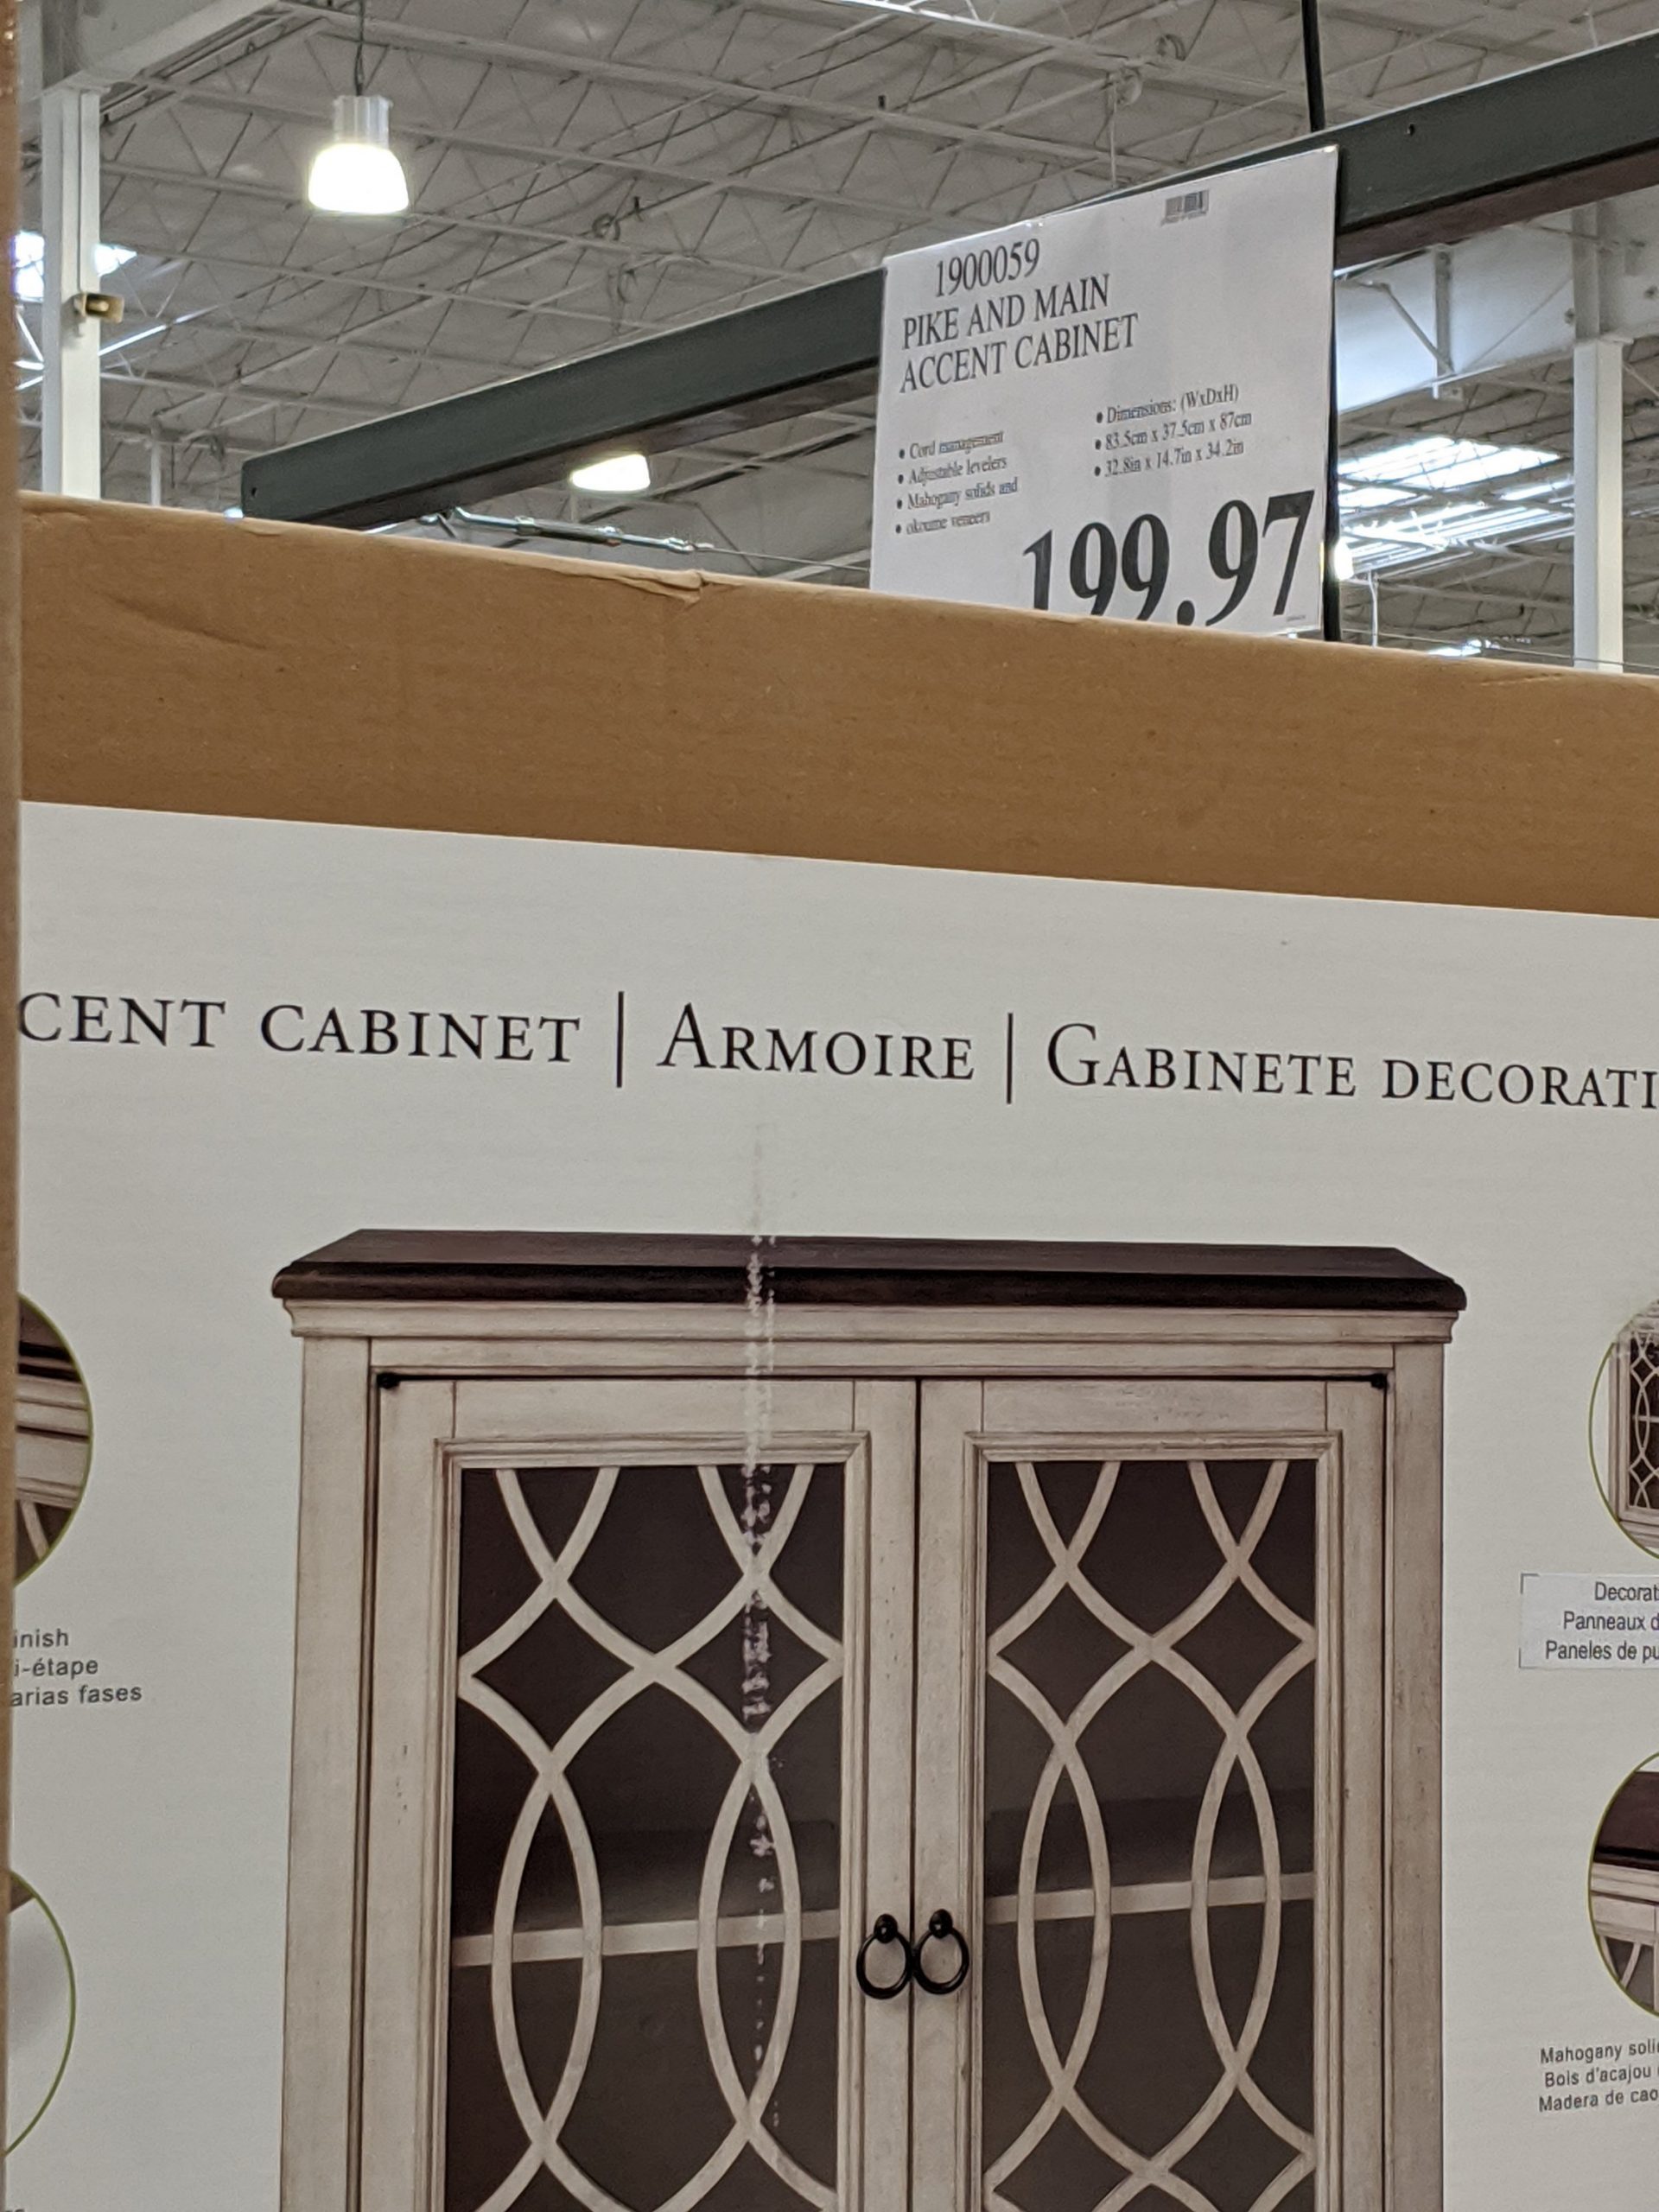 1900059
PIKE AND MAIN
ACCENT CABINET
• Cord management
• Adjustable levelers
• Mahogany solids and
• okoume veneers
• Dimensions: (WxDxH)
• 83.5cm x 37.5cm x 87cm
• 32.8in x 14.7in x 34.2in
199.97
CENT CABINET | ARMOIRE | GABINETE DECORATI
inish
i-étape
arias fases
Decorat
Panneaux d
Paneles de pu
Mahogany soli
Bois d'acajou
Madera de cao